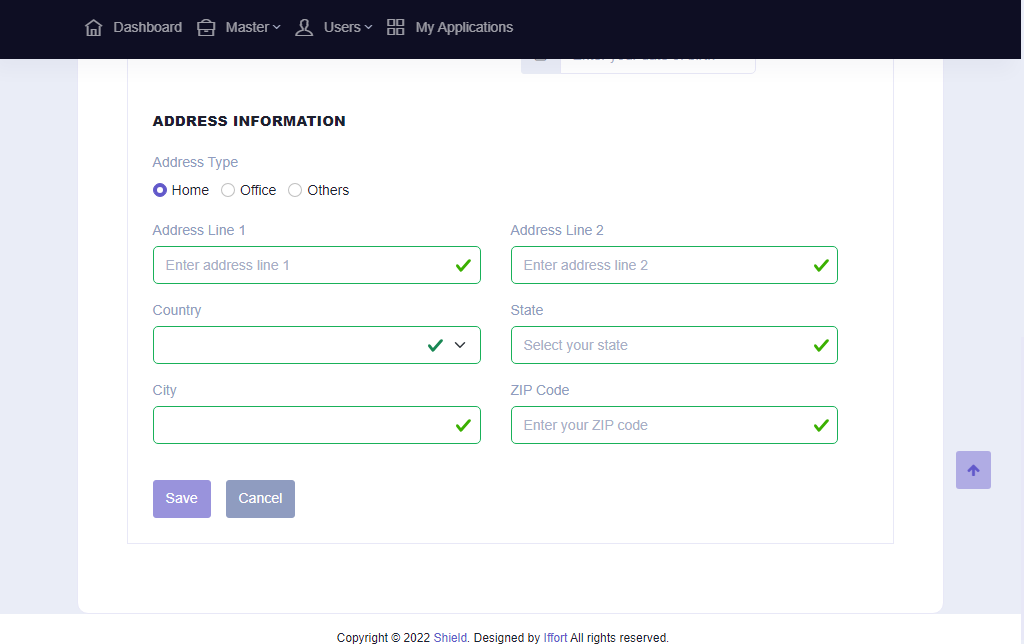 Dashboard Master Users My Applications
ADDRESS INFORMATION
Address Type
Home Office Others
Address Line 1 Address Line 2
Enter address line 1 Enter address line 2
Country State
Select your state
City ZIP Code
Enter your ZIP code
Save Cancel
Copyright © 2022 Shield. Designed by Iffort All rights reserved.